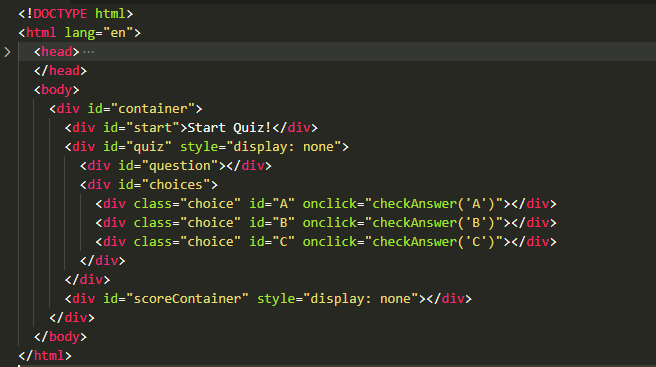 <!DOCTYPE html>
<html lang="en">
<head>…
</head>
<body>
<div id="container">
<div id="start">Start Quiz!</div>
<div id="quiz" style="display: none">
<div id="question"></div>
<div id="choices">
<div class="choice" id="A" onclick="checkAnswer('A')"></div>
<div class="choice" id="B" onclick="checkAnswer('B')"></div>
<div class="choice" id="C" onclick="checkAnswer('C')"></div>
</div>
</div>
<div id="scoreContainer" style="display: none"></div>
</div>
</body>
</html>